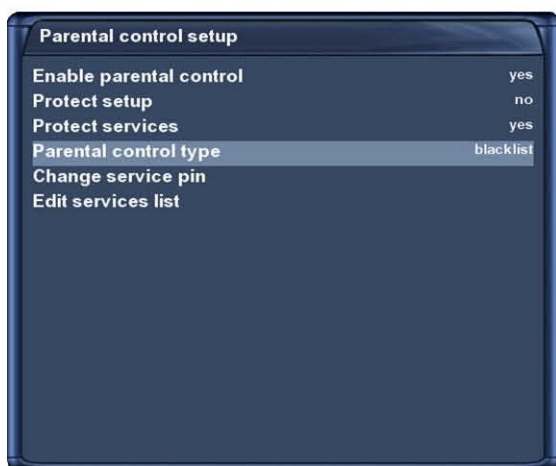 Parental control setup
Enable parental control yes
Protect setup no
Protect services yes
Parental control type blacklist
Change service pin
Edit services list